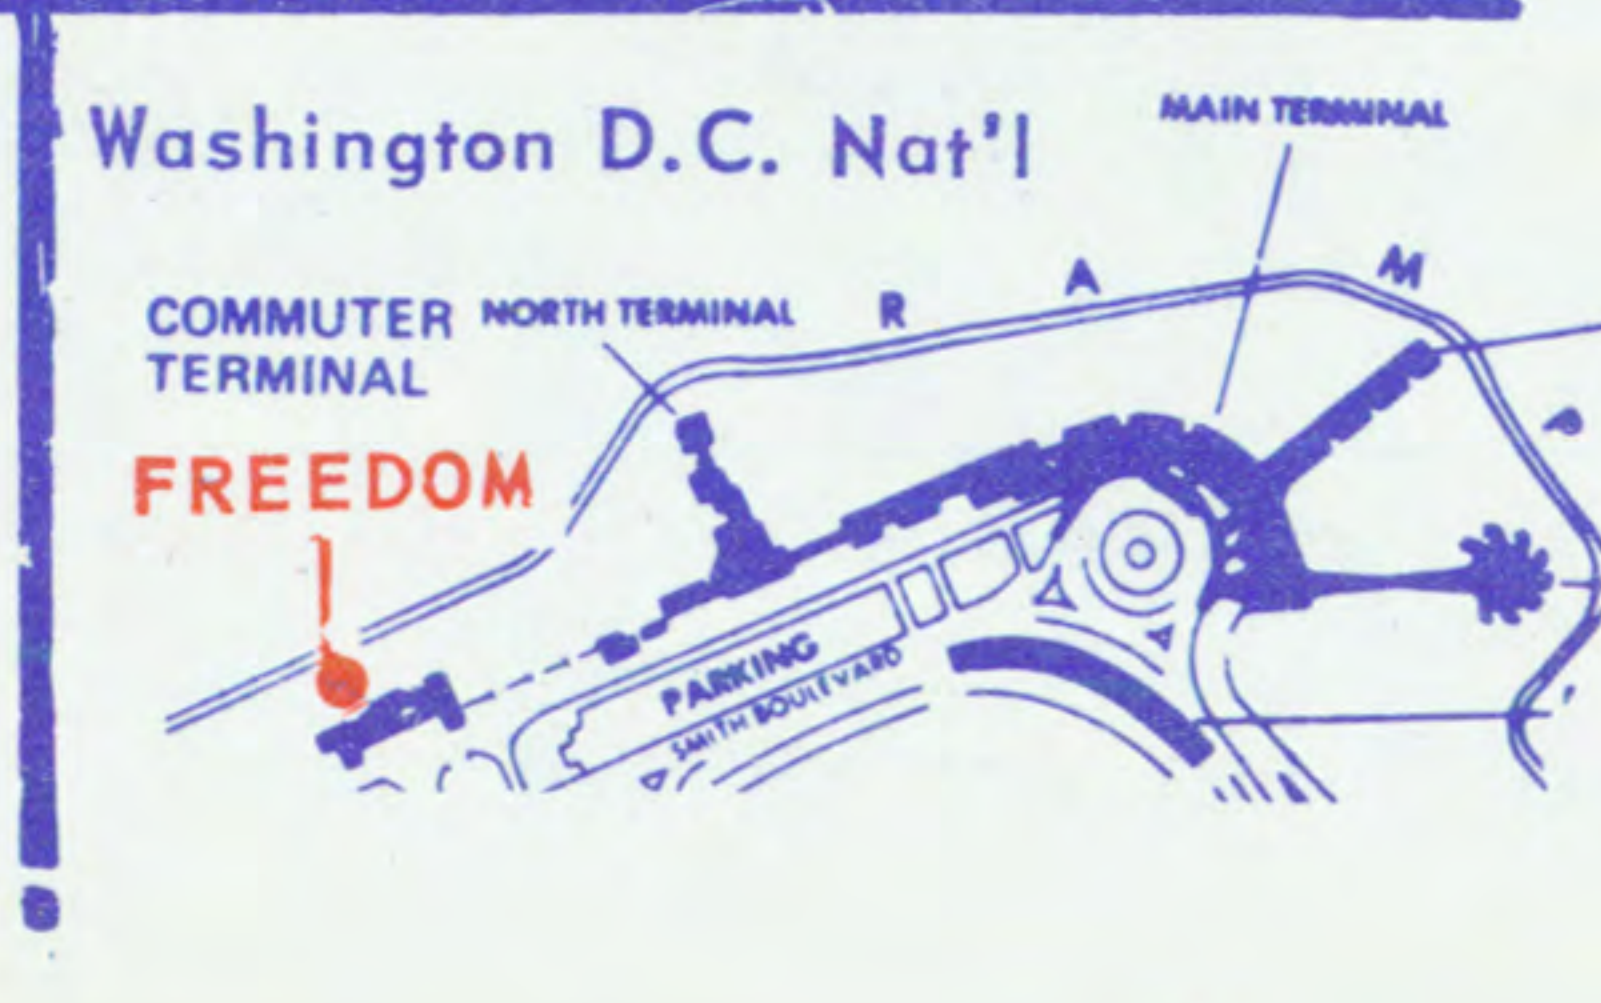 Washington D.C. Nat'l
MAIN TERMINAL
COMMUTER
TERMINAL
NORTH TERMINAL
R A M P
FREEDOM
PARKING
SMITH BOULEVARD